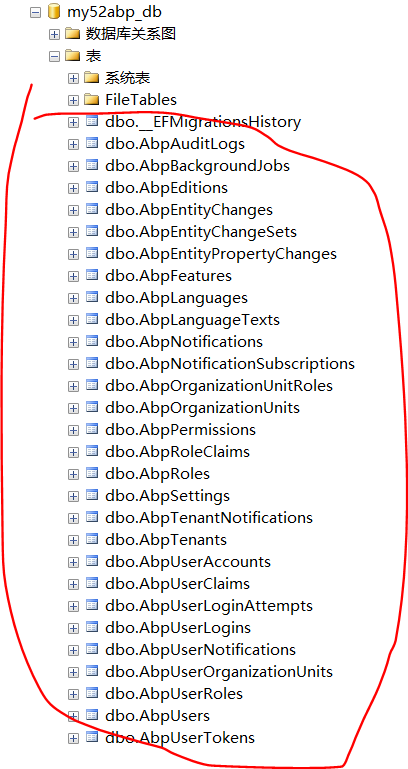 my52abp_db
数据库关系图
表
系统表
FileTables
dbo.__EFMigrationsHistory
dbo.AbpAuditLogs
dbo.AbpBackgroundJobs
dbo.AbpEditions
dbo.AbpEntityChanges
dbo.AbpEntityChangeSets
dbo.AbpEntityPropertyChanges
dbo.AbpFeatures
dbo.AbpLanguages
dbo.AbpLanguageTexts
dbo.AbpNotifications
dbo.AbpNotificationSubscriptions
dbo.AbpOrganizationUnitRoles
dbo.AbpOrganizationUnits
dbo.AbpPermissions
dbo.AbpRoleClaims
dbo.AbpRoles
dbo.AbpSettings
dbo.AbpTenantNotifications
dbo.AbpTenants
dbo.AbpUserAccounts
dbo.AbpUserClaims
dbo.AbpUserLoginAttempts
dbo.AbpUserLogins
dbo.AbpUserNotifications
dbo.AbpUserOrganizationUnits
dbo.AbpUserRoles
dbo.AbpUsers
dbo.AbpUserTokens